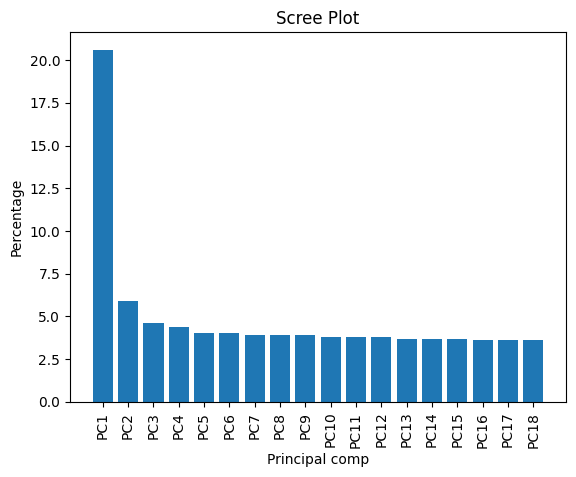 Scree Plot
20.0
17.5
15.0
12.5
10.0
7.5
5.0
2.5
0.0
Percentage
PC1
PC2
PC3
PC4
PC5
PC6
PC7
PC8
PC9
PC10
PC11
PC12
PC13
PC14
PC15
PC16
PC17
PC18
Principal comp